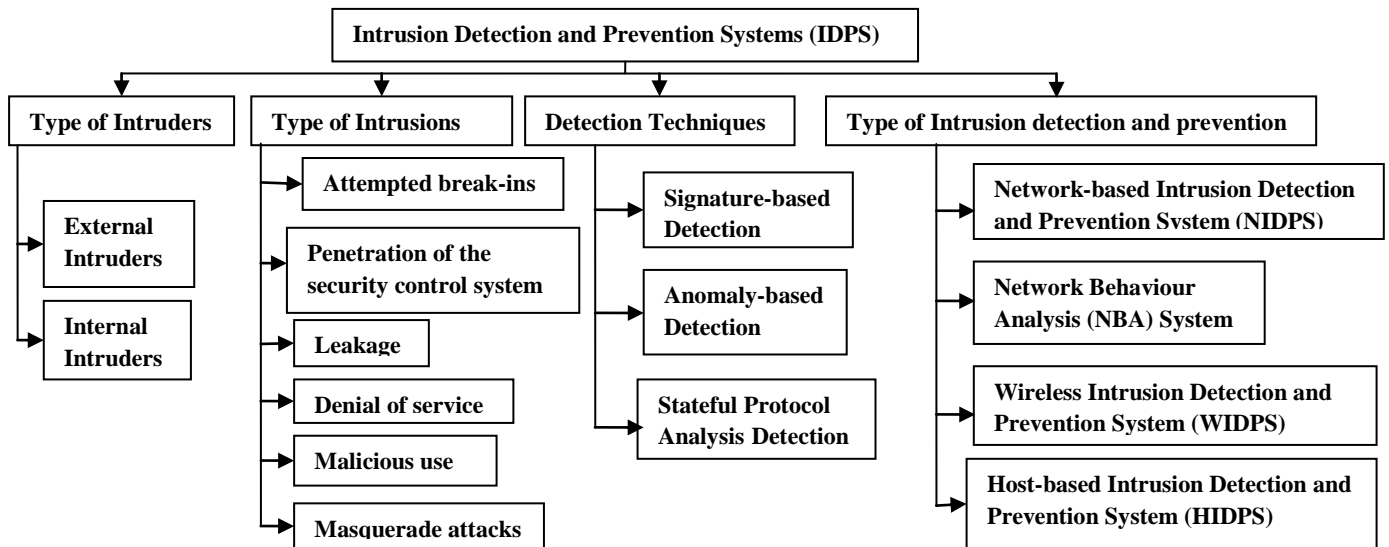 Intrusion Detection and Prevention Systems (IDPS)
Type of Intruders
External
Intruders
Internal
Intruders
Type of Intrusions
Attempted break-ins
Penetration of the
security control system
Leakage
Denial of service
Malicious use
Masquerade attacks
Detection Techniques
Signature-based
Detection
Anomaly-based
Detection
Stateful Protocol
Analysis Detection
Type of Intrusion detection and prevention
Network-based Intrusion Detection
and Prevention System (NIDPS)
Network Behaviour
Analysis (NBA) System
Wireless Intrusion Detection and
Prevention System (WIDPS)
Host-based Intrusion Detection and
Prevention System (HIDPS)